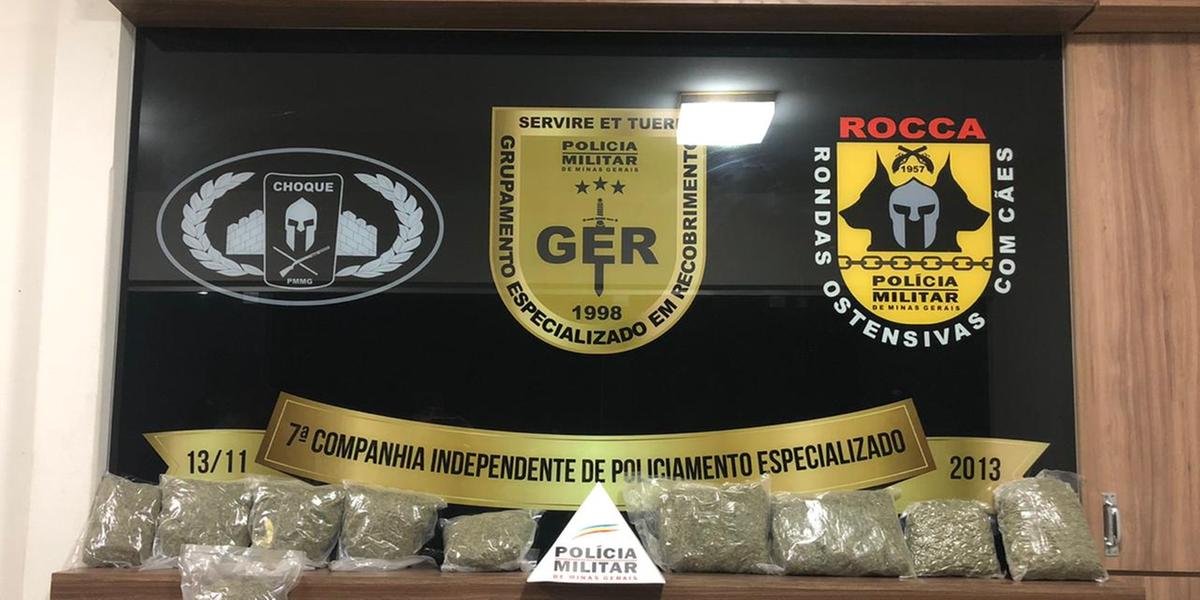 CHOQUE
PMMG
SERVIRE ET
POLICIA
MILITAR
DE MINAS GERAIS
GER
1998
GRUPAMENTO ESPECIALIZADO EM RECOBRIMENTO
ROCCA
1957
POLICIA
MILITAR
DE MINAS GERAIS
RONDAS OSTENSIVAS COM CÃES
13/11
7ª COMPANHIA INDEPENDENTE DE POLICIAMENTO ESPECIALIZADO
2013
POLÍCIA
MILITAR
DE MINAS GERAIS